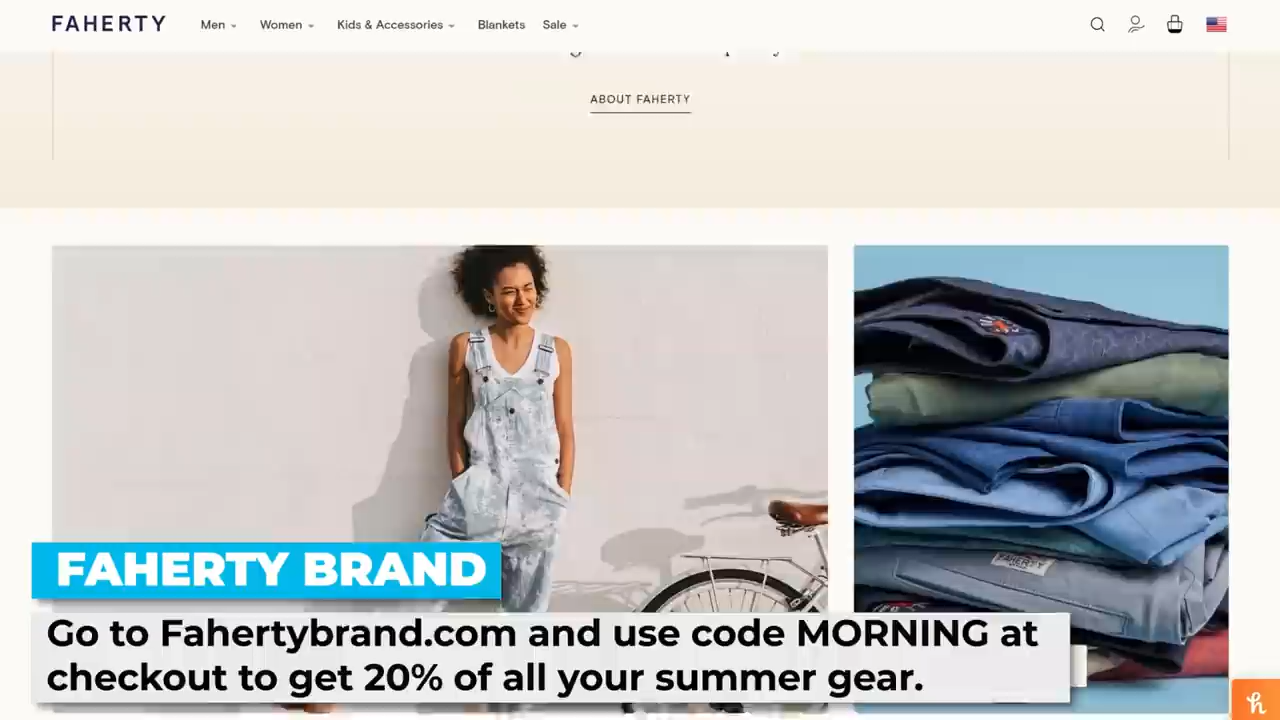 FAHERTY
Men
Women
Kids & Accessories
Blankets
Sale
ABOUT FAHERTY
FAHERTY
FAHERTY BRAND
Go to Fahertybrand.com and use code MORNING at
checkout to get 20% of all your summer gear.